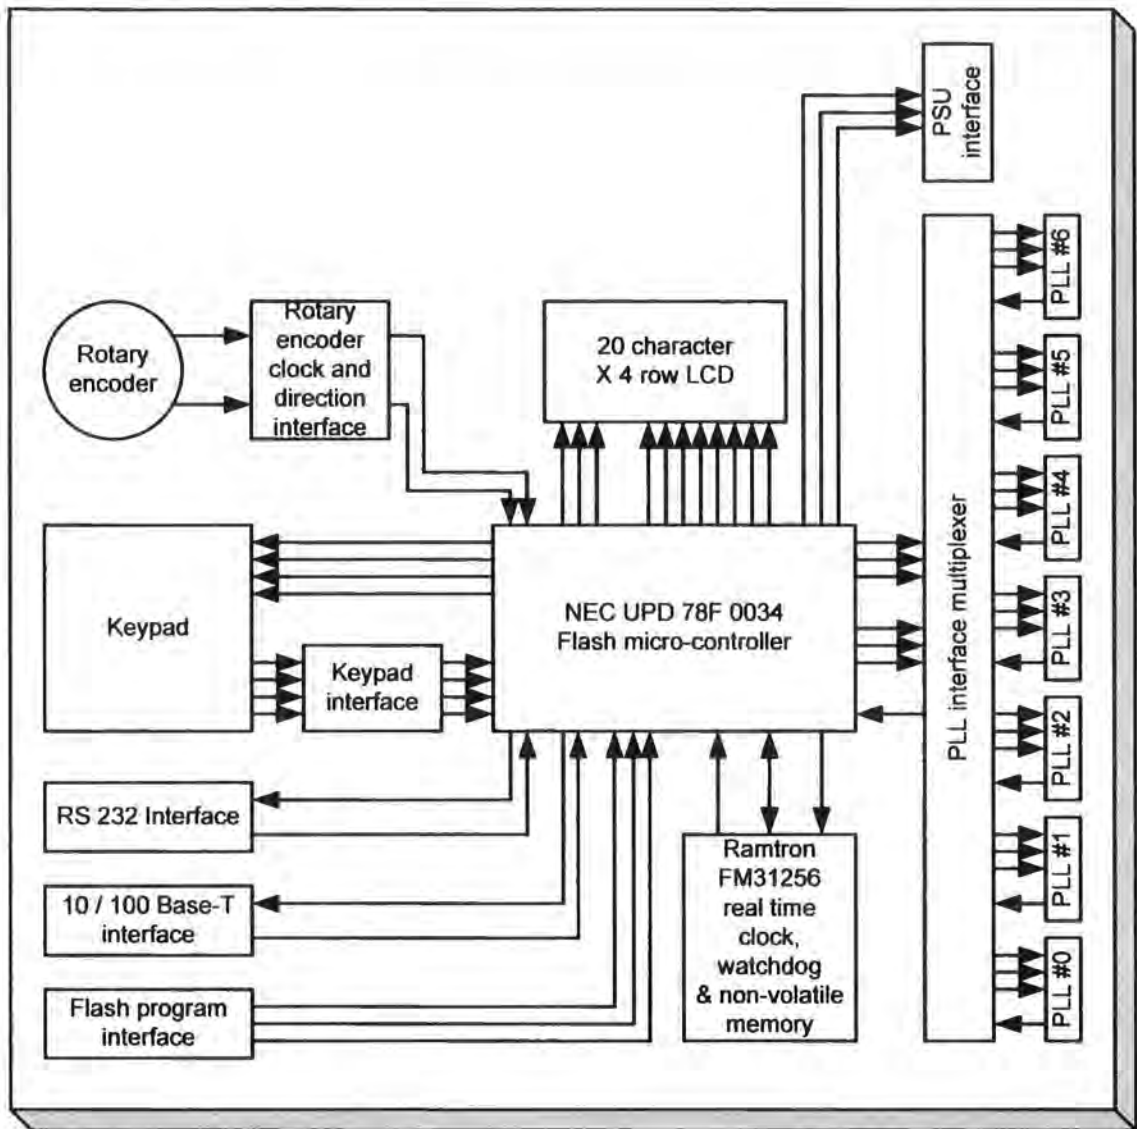 PSU
interface
PLL #6
Rotary
encoder
Rotary
encoder
clock and
direction
interface
20 character
X 4 row LCD
PLL #5
PLL #4
Keypad
NEC UPD 78F 0034
Flash micro-controller
PLL interface multiplexer
PLL #3
Keypad
interface
PLL #2
RS 232 Interface
PLL #1
10 / 100 Base-T
interface
Ramtron
FM31256
real time
clock,
watchdog
& non-volatile
memory
PLL #0
Flash program
interface